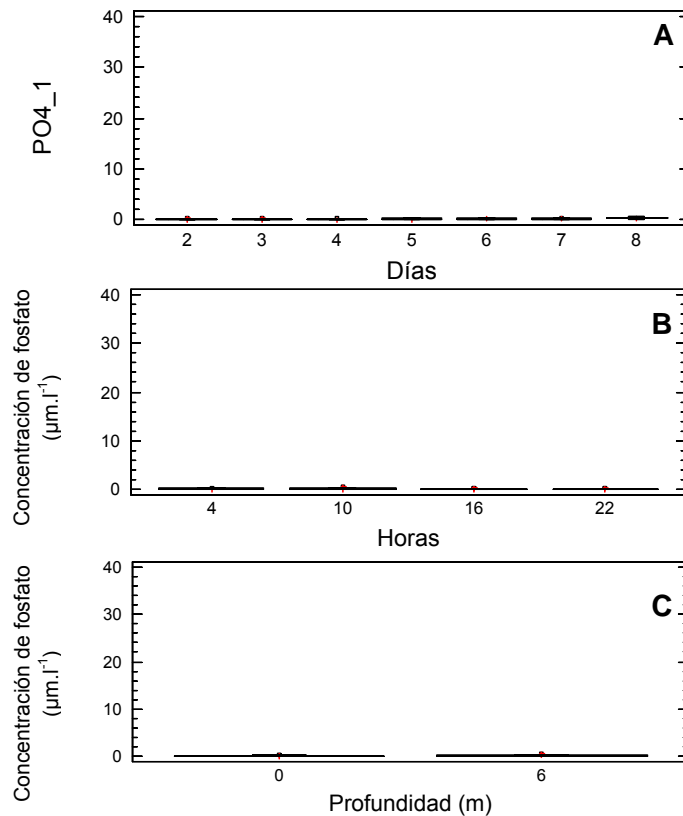 40
A
30
PO4_1
20
10
0
2 3 4 5 6 7 8
Días
40
B
30
Concentración de fosfato
(µm.l-1)
20
10
0
4 10 16 22
Horas
40
C
30
Concentración de fosfato
(µm.l-1)
20
10
0
0 6
Profundidad (m)